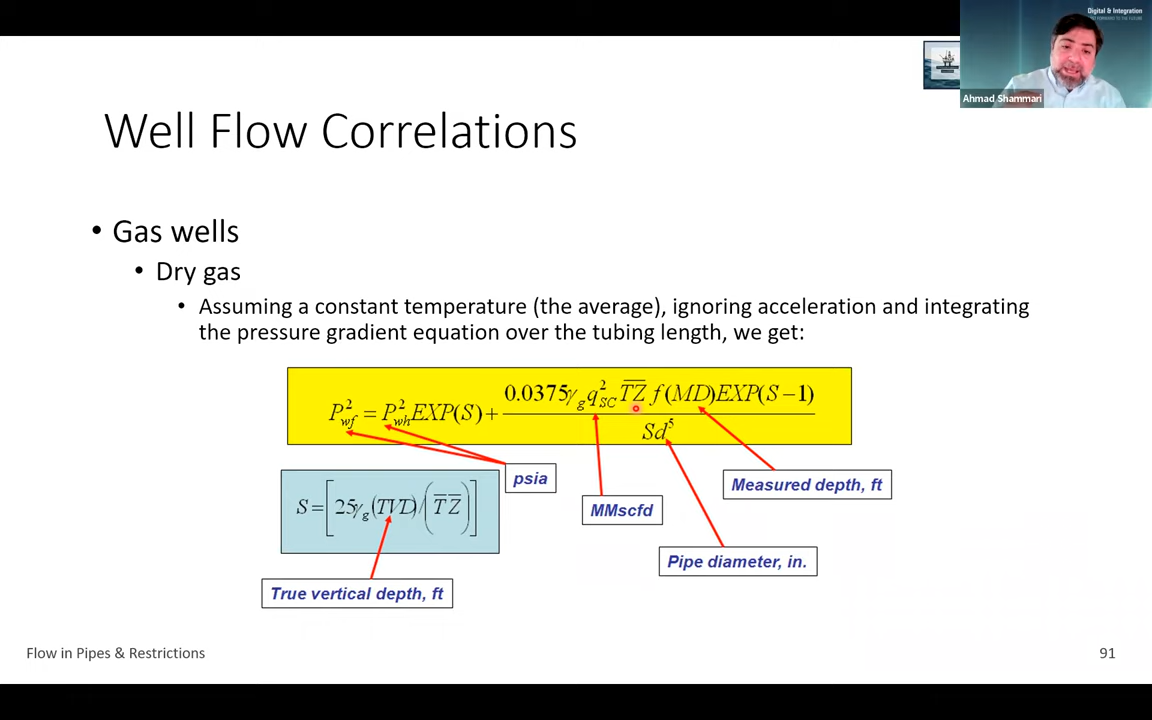 Digital & Integration
Ahmad Shammari
Well Flow Correlations
• Gas wells
• Dry gas
• Assuming a constant temperature (the average), ignoring acceleration and integrating
the pressure gradient equation over the tubing length, we get:
P²wf = P²wh EXP(S) + 0.0375γg q²SC T̅Z̅ f(MD)EXP(S−1) / Sd⁵
psia
Measured depth, ft
S=[25γg(TVD)/(T̅ Z̅)]
MMscfd
Pipe diameter, in.
True vertical depth, ft
Flow in Pipes & Restrictions
91